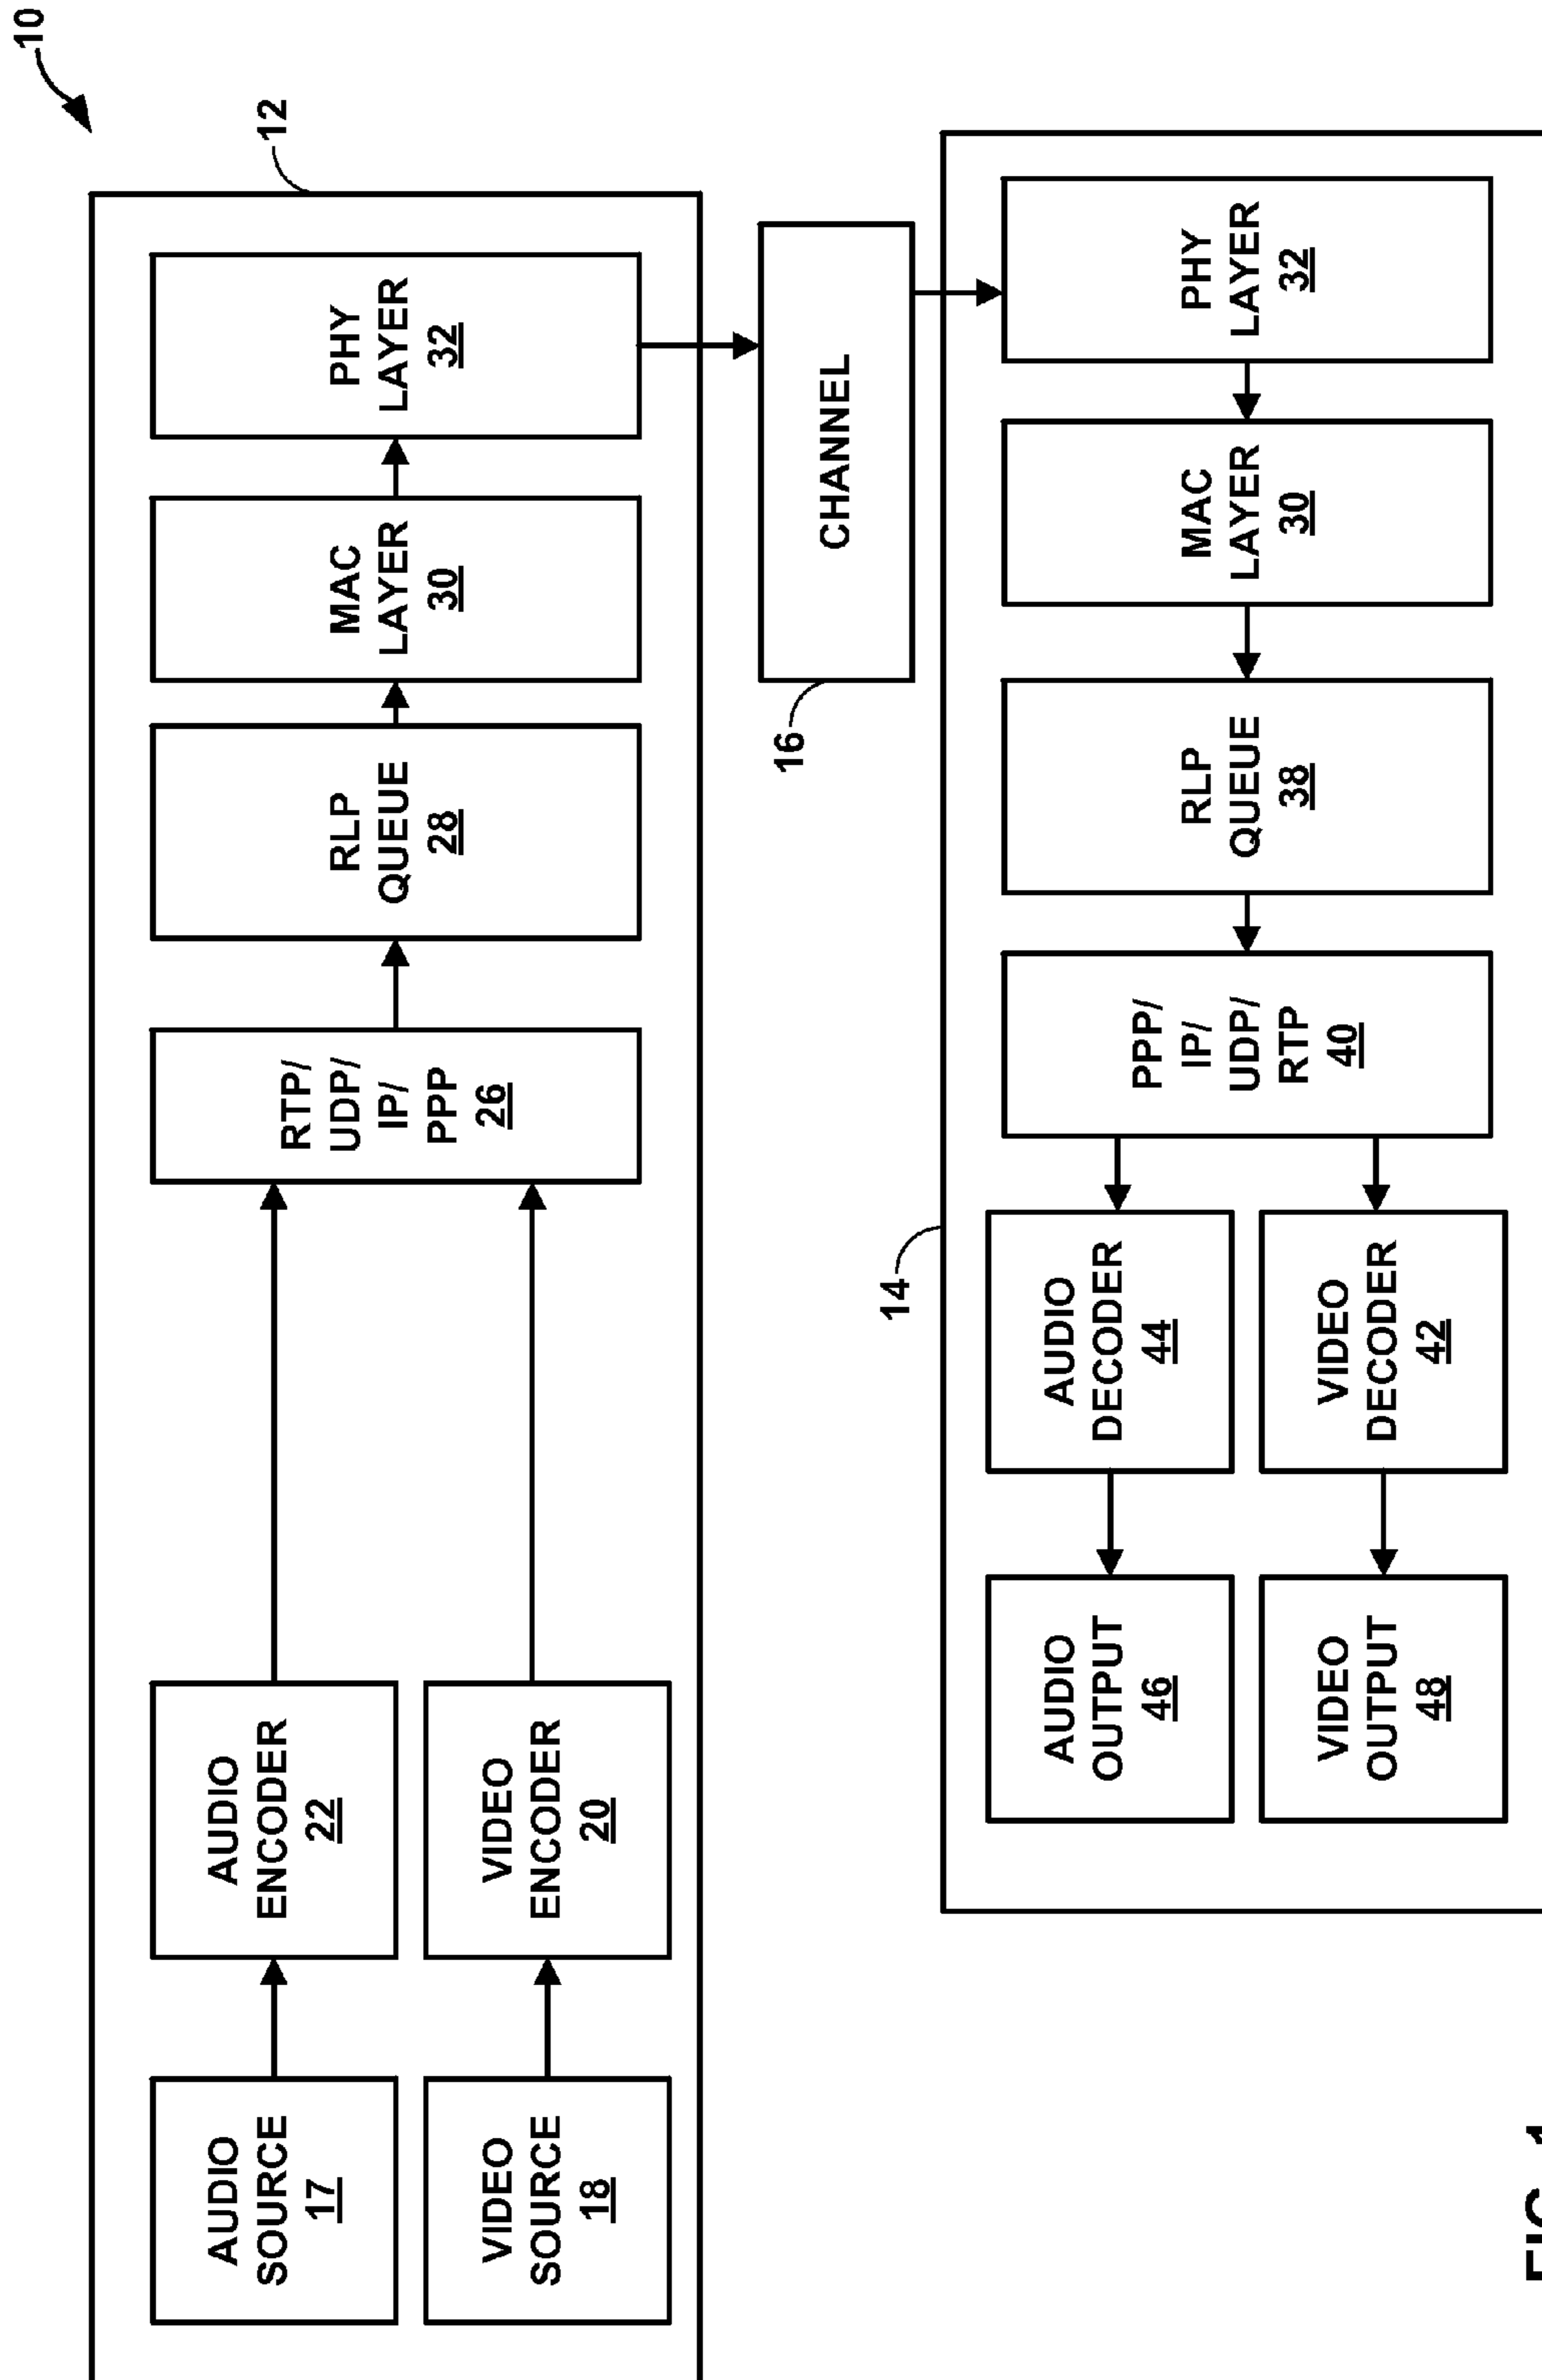 10
12
AUDIO
SOURCE
17
AUDIO
ENCODER
22
RTP/
UDP/
IP/
PPP
26
RLP
QUEUE
28
MAC
LAYER
30
PHY
LAYER
32
VIDEO
SOURCE
18
VIDEO
ENCODER
20
16
CHANNEL
14
AUDIO
OUTPUT
46
AUDIO
DECODER
44
PPP/
IP/
UDP/
RTP
40
RLP
QUEUE
38
MAC
LAYER
30
PHY
LAYER
32
VIDEO
OUTPUT
48
VIDEO
DECODER
42
FIG. 1